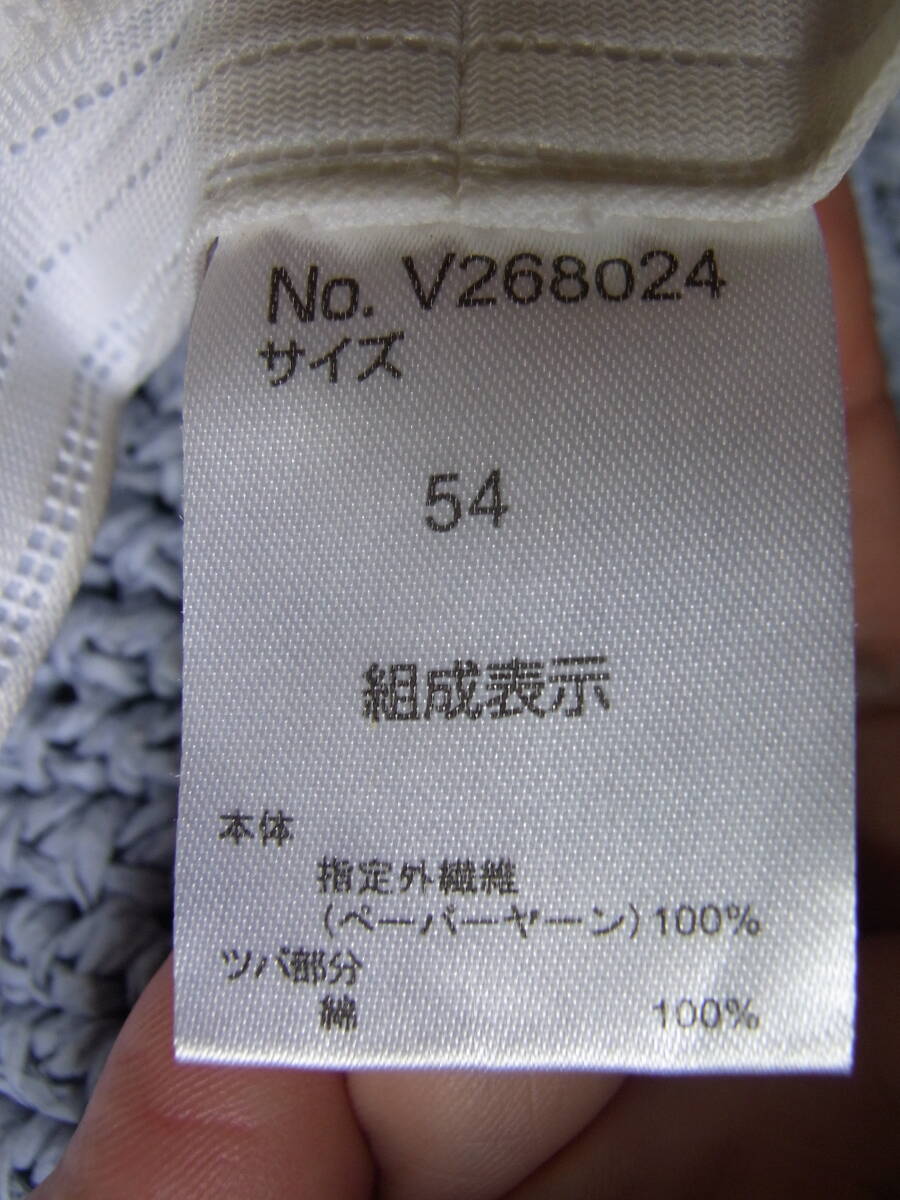 No. V268024
サイズ
54
組成表示
本体
指定外繊維
(ペーパーヤーン)100%
ツバ部分
綿 100%